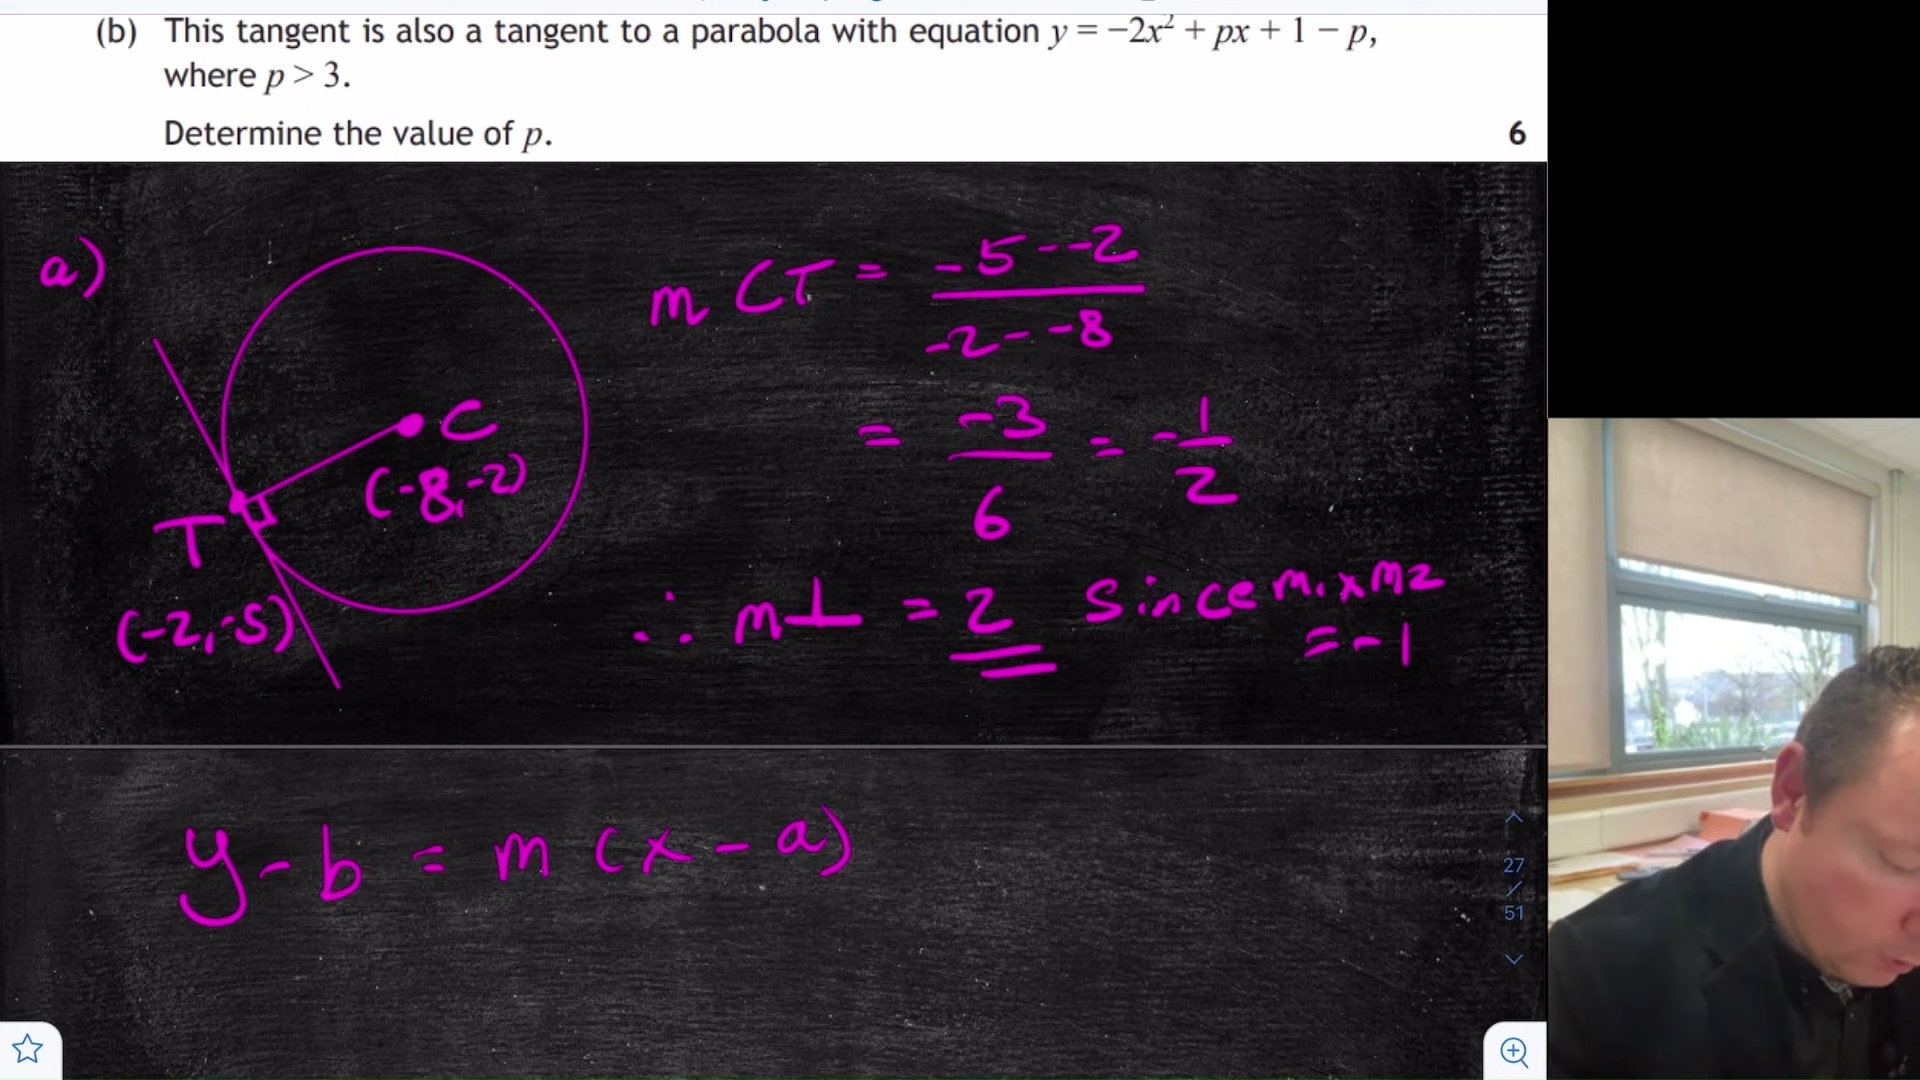 (b) This tangent is also a tangent to a parabola with equation y = −2x² + px + 1 − p,
where p > 3.
Determine the value of p. 6
a)
m CT = -5--2 / -2--8
= -3/6 = -1/2
C
(-8,-2)
T
(-2,-5)
∴ m⊥ = 2 Since m1 x m2
= -1
y - b = m (x - a)
27
/
51